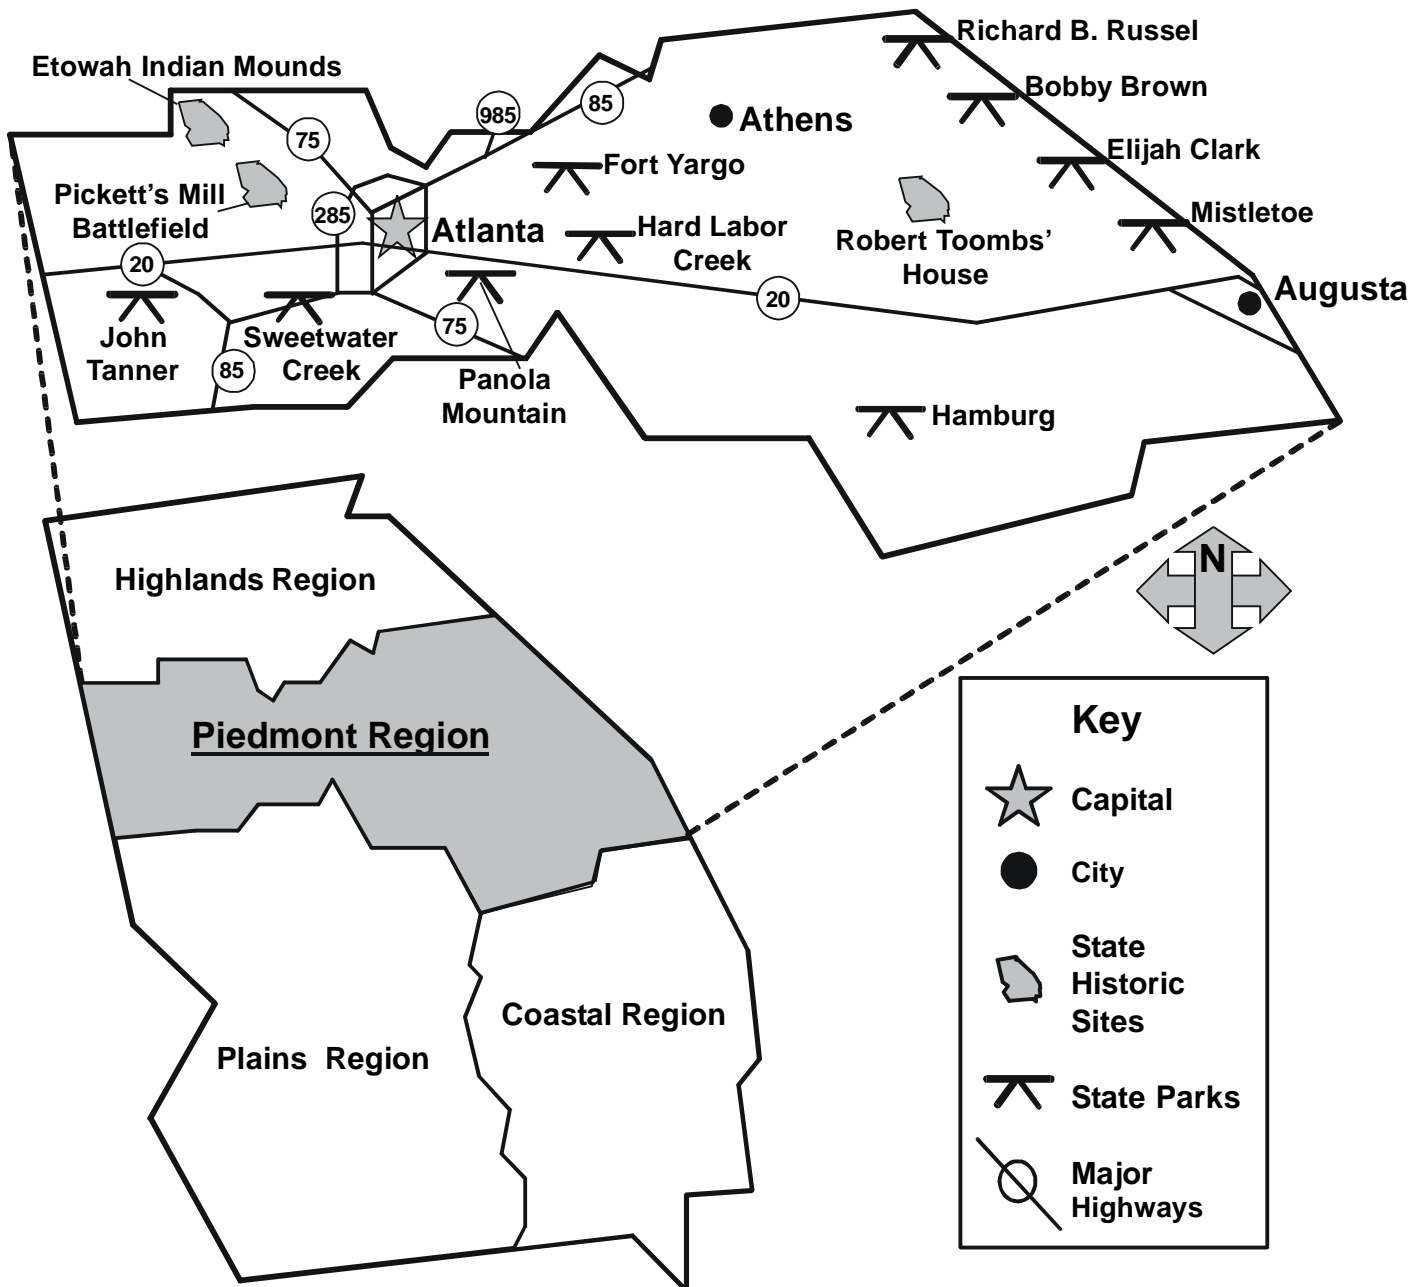 Richard B. Russel
Etowah Indian Mounds
Bobby Brown
985
85
Athens
75
Elijah Clark
Fort Yargo
Pickett's Mill
Battlefield
285
Mistletoe
Atlanta
Hard Labor
Creek
Robert Toombs'
House
20
20
Augusta
John
Tanner
Sweetwater
Creek
75
85
Panola
Mountain
Hamburg
N
Highlands Region
Piedmont Region
Coastal Region
Plains Region
Key
Capital
City
State
Historic
Sites
State Parks
Major
Highways